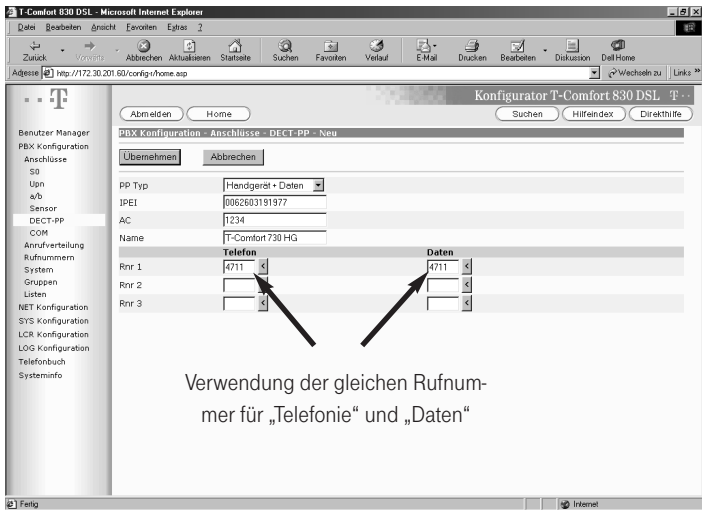 T-Comfort 830 DSL - Microsoft Internet Explorer
Datei Bearbeiten Ansicht Favoriten Extras ?
Zurück Vorwärts Abbrechen Aktualisieren Startseite Suchen Favoriten Verlauf E-Mail Drucken Bearbeiten Diskussion Dell Home
Adresse http://172.30.201.60/config-r/home.asp Wechseln zu Links »
Konfigurator T-Comfort 830 DSL
Abmelden Home Suchen Hilfeindex Direkthilfe
PBX Konfiguration - Anschlüsse - DECT-PP - Neu
Übernehmen Abbrechen
Benutzer Manager
PBX Konfiguration
Anschlüsse
S0
Upn
a/b
Sensor
DECT-PP
COM
Anrufverteilung
Rufnummern
System
Gruppen
Listen
NET Konfiguration
SYS Konfiguration
LCR Konfiguration
LOG Konfiguration
Telefonbuch
Systeminfo
PP Typ Handgerät + Daten
IPEI 0062603191977
AC 1234
Name T-Comfort 730 HG
Telefon Daten
Rnr 1 4711 < 4711 <
Rnr 2 < <
Rnr 3 < <
Verwendung der gleichen Rufnum-
mer für „Telefonie“ und „Daten“
Fertig Internet